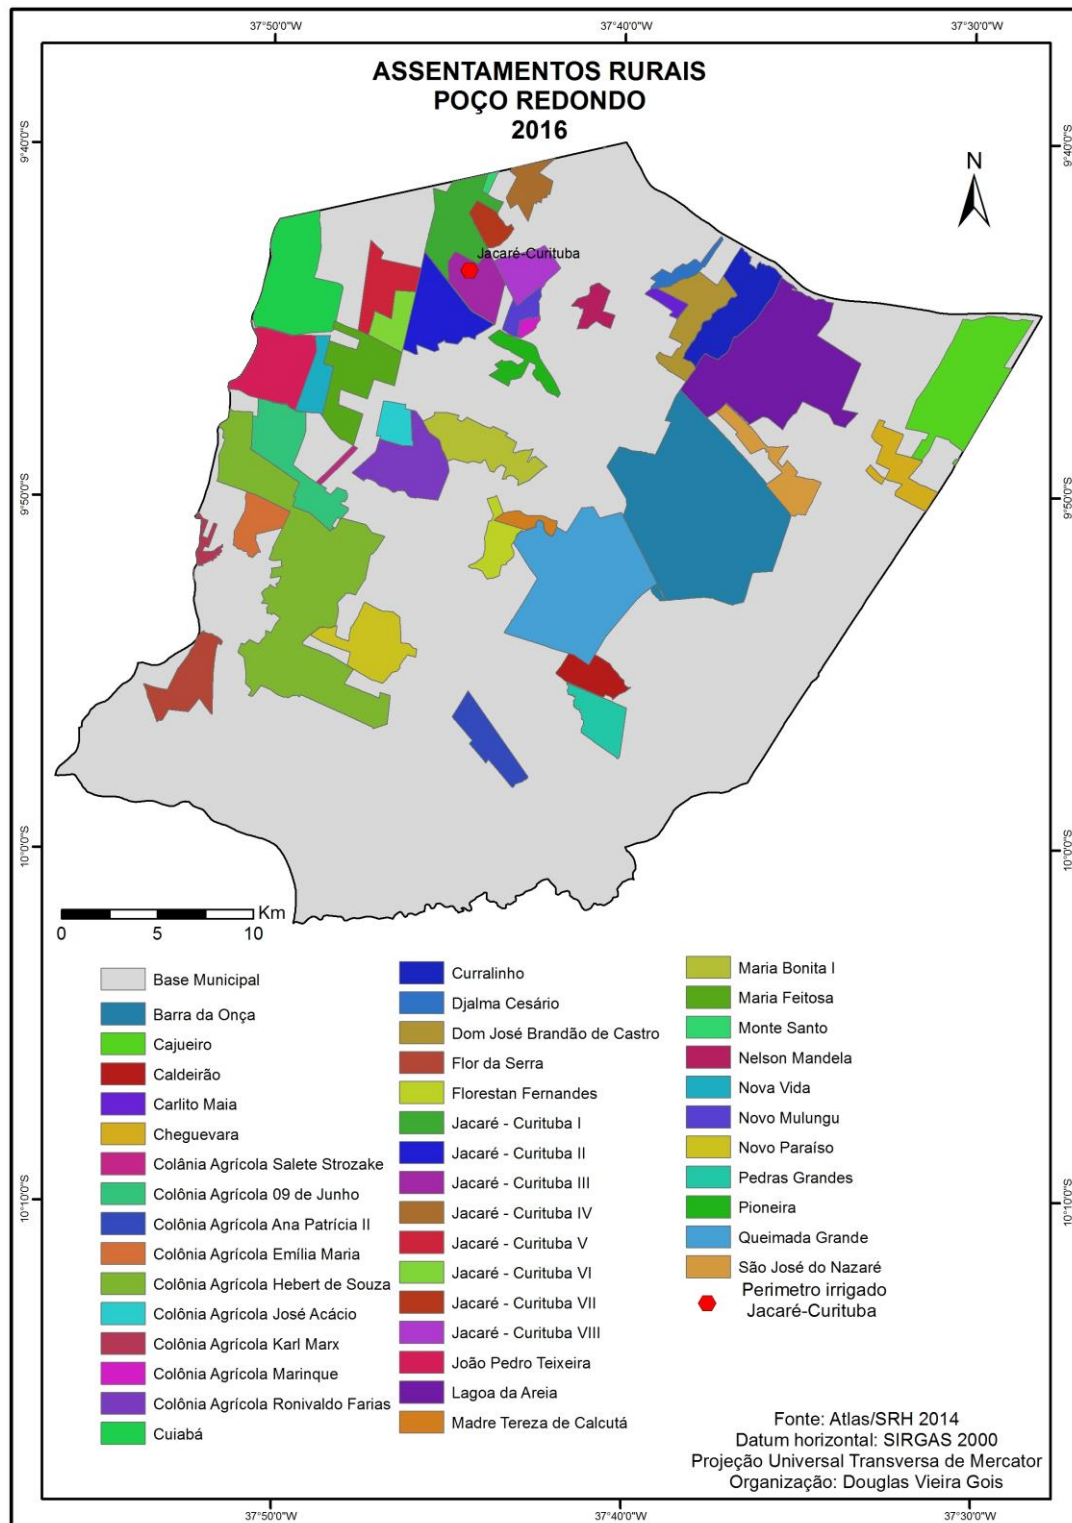 37°50'0"W
37°40'0"W
37°30'0"W
ASSENTAMENTOS RURAIS
POÇO REDONDO
2016
9°40'0"S
9°40'0"S
N
Jacaré-Curituba
9°50'0"S
9°50'0"S
10°0'0"S
10°0'0"S
Km
0 5 10
Base Municipal
Barra da Onça
Cajueiro
Caldeirão
Carlito Maia
Cheguevara
Colânia Agrícola Salete Strozake
Colônia Agrícola 09 de Junho
Colônia Agrícola Ana Patrícia II
Colônia Agrícola Emília Maria
Colônia Agrícola Hebert de Souza
Colônia Agrícola José Acácio
Colônia Agrícola Karl Marx
Colônia Agrícola Marinque
Colônia Agrícola Ronivaldo Farias
Cuiabá
Curralinho
Djalma Cesário
Dom José Brandão de Castro
Flor da Serra
Florestan Fernandes
Jacaré - Curituba I
Jacaré - Curituba II
Jacaré - Curituba III
Jacaré - Curituba IV
Jacaré - Curituba V
Jacaré - Curituba VI
Jacaré - Curituba VII
Jacaré - Curituba VIII
João Pedro Teixeira
Lagoa da Areia
Madre Tereza de Calcutá
Maria Bonita I
Maria Feitosa
Monte Santo
Nelson Mandela
Nova Vida
Novo Mulungu
Novo Paraíso
Pedras Grandes
Pioneira
Queimada Grande
São José do Nazaré
Perimetro irrigado
Jacaré-Curituba
10°10'0"S
10°10'0"S
Fonte: Atlas/SRH 2014
Datum horizontal: SIRGAS 2000
Projeção Universal Transversa de Mercator
Organização: Douglas Vieira Gois
37°50'0"W
37°40'0"W
37°30'0"W